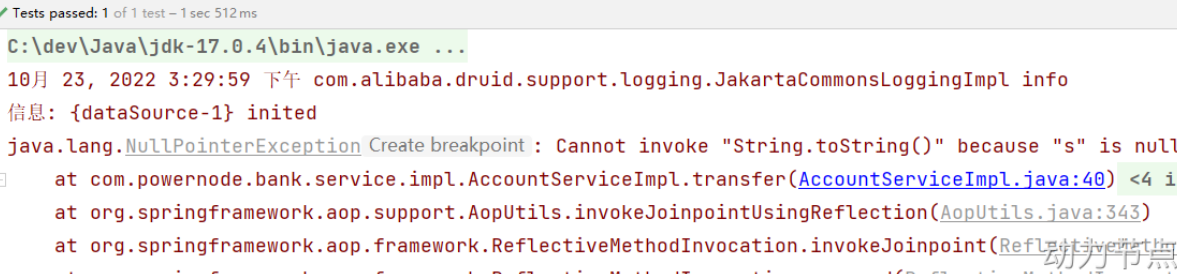 Tests passed: 1 of 1 test – 1 sec 512 ms
C:\dev\Java\jdk-17.0.4\bin\java.exe ...
10月 23, 2022 3:29:59 下午 com.alibaba.druid.support.logging.JakartaCommonsLoggingImpl info
信息: {dataSource-1} inited
java.lang.NullPointerException Create breakpoint : Cannot invoke "String.toString()" because "s" is null
at com.powernode.bank.service.impl.AccountServiceImpl.transfer(AccountServiceImpl.java:40) <4 i
at org.springframework.aop.support.AopUtils.invokeJoinpointUsingReflection(AopUtils.java:343)
at org.springframework.aop.framework.ReflectiveMethodInvocation.invokeJoinpoint(
动力节点